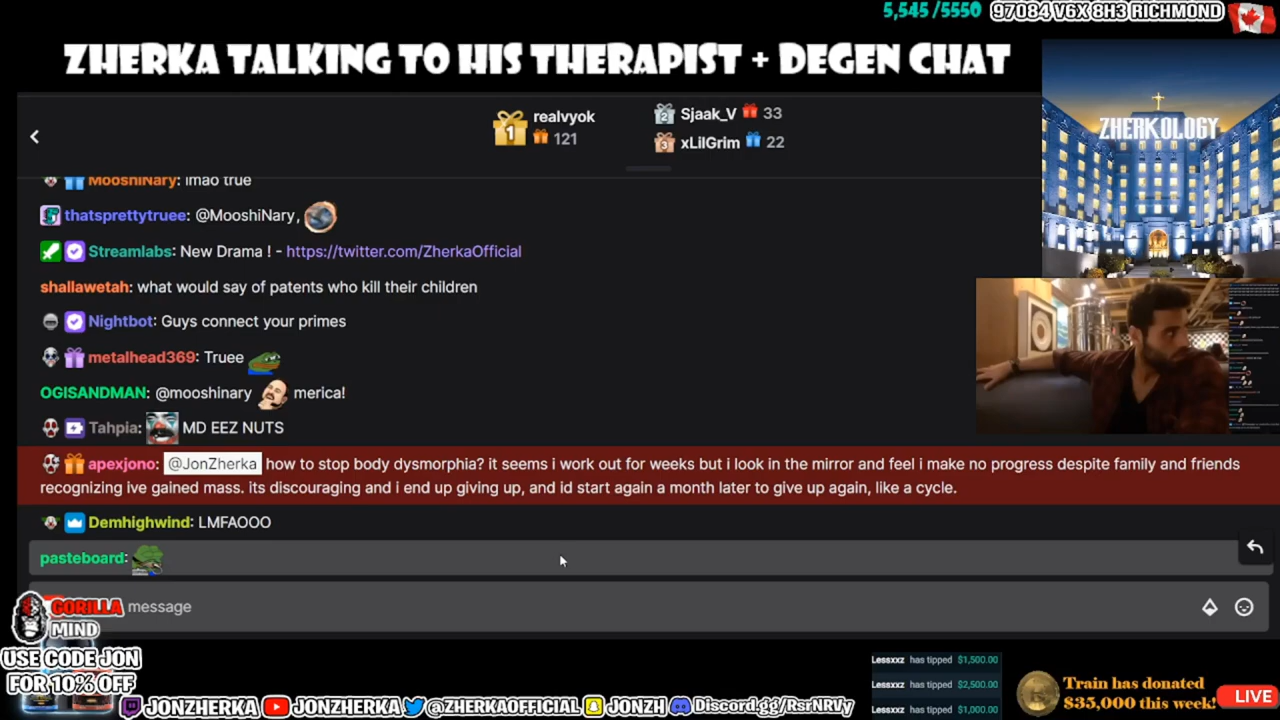 5,545 /5550
97084 V6X 8H3 RICHMOND
ZHERKA TALKING TO HIS THERAPIST + DEGEN CHAT
ZHERKOLOGY
1 realvyok 121
2 Sjaak_V 33
3 xLilGrim 22
MooshiNary: lmao true
thatsprettytruee: @MooshiNary,
Streamlabs: New Drama ! - https://twitter.com/ZherkaOfficial
shallawetah: what would say of patents who kill their children
Nightbot: Guys connect your primes
metalhead369: Truee
OGISANDMAN: @mooshinary merica!
Tahpia: MD EEZ NUTS
apexjono: @JonZherka how to stop body dysmorphia? it seems i work out for weeks but i look in the mirror and feel i make no progress despite family and friends
recognizing ive gained mass. its discouraging and i end up giving up, and id start again a month later to give up again, like a cycle.
Demhighwind: LMFAOOO
pasteboard:
message
GORILLA
MIND
USE CODE JON
FOR 10% OFF
JONZHERKA JONZHERKA @ZHERKAOFFICIAL JONZH Discord.gg/RsrNRVy
Lessxxz has tipped $1,500.00
Lessxxz has tipped $2,500.00
Lessxxz has tipped $1,000.00
Train has donated
$35,000 this week!
LIVE